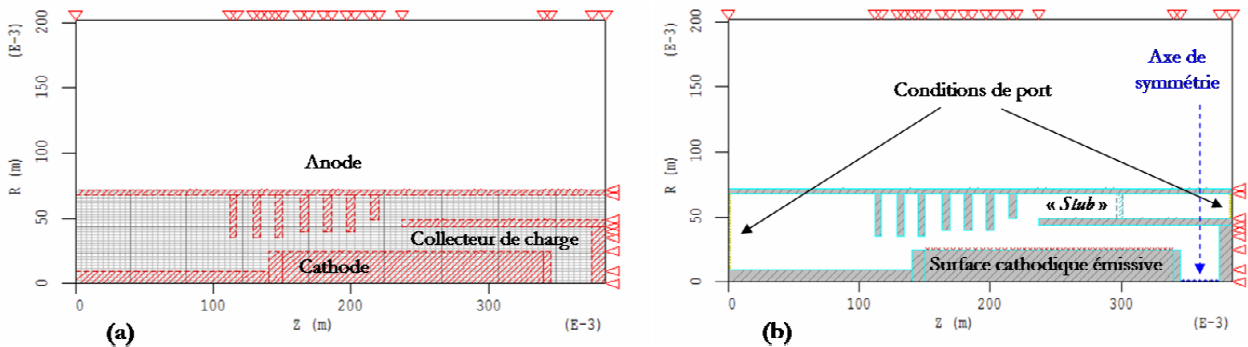 200
(E-3)
150
R (m)
100
Anode
50
Collecteur de charge
Cathode
0
0
100
200
300
Z (m)
(E-3)
(a)
200
(E-3)
Axe de
symétrie
Conditions de port
150
R (m)
100
« Stub »
50
Surface cathodique émissive
0
0
100
200
300
Z (m)
(E-3)
(b)